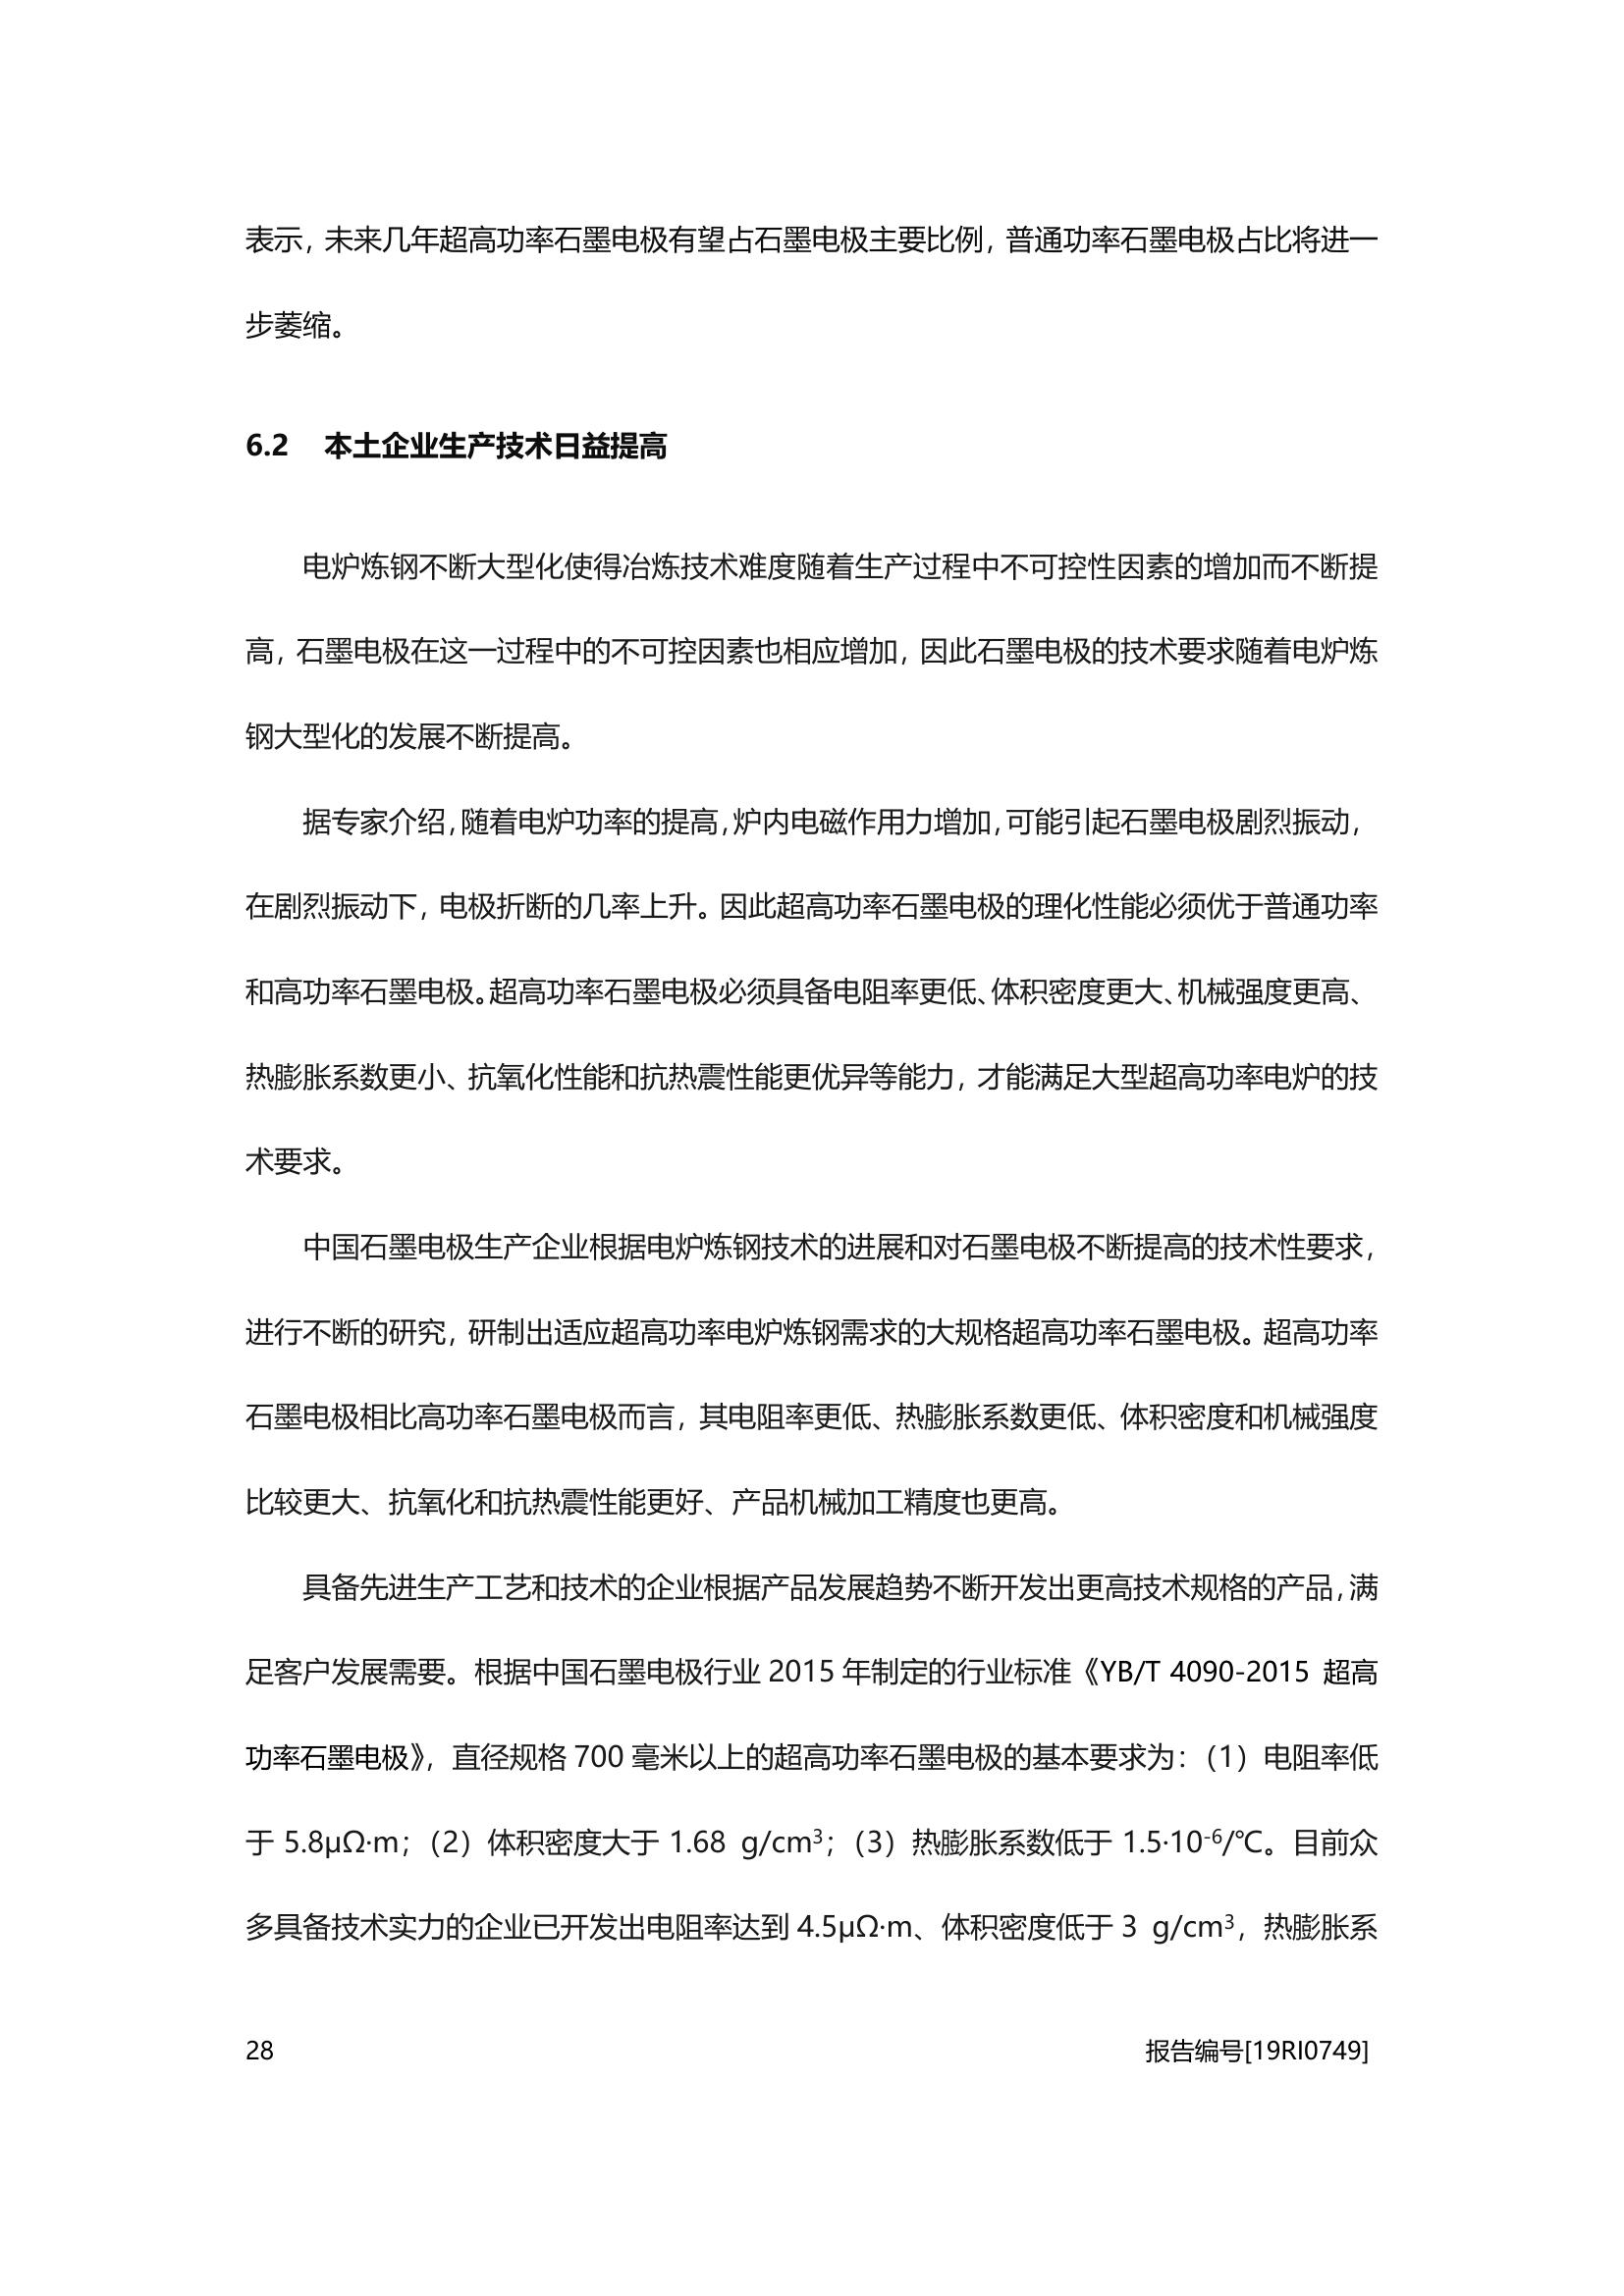 表示，未来几年超高功率石墨电极有望占石墨电极主要比例，普通功率石墨电极占比将进一
步萎缩。
6.2 本土企业生产技术日益提高
电炉炼钢不断大型化使得冶炼技术难度随着生产过程中不可控性因素的增加而不断提
高，石墨电极在这一过程中的不可控因素也相应增加，因此石墨电极的技术要求随着电炉炼
钢大型化的发展不断提高。
据专家介绍，随着电炉功率的提高，炉内电磁作用力增加，可能引起石墨电极剧烈振动，
在剧烈振动下，电极折断的几率上升。因此超高功率石墨电极的理化性能必须优于普通功率
和高功率石墨电极。超高功率石墨电极必须具备电阻率更低、体积密度更大、机械强度更高、
热膨胀系数更小、抗氧化性能和抗热震性能更优异等能力，才能满足大型超高功率电炉的技
术要求。
中国石墨电极生产企业根据电炉炼钢技术的进展和对石墨电极不断提高的技术性要求，
进行不断的研究，研制出适应超高功率电炉炼钢需求的大规格超高功率石墨电极。超高功率
石墨电极相比高功率石墨电极而言，其电阻率更低、热膨胀系数更低、体积密度和机械强度
比较更大、抗氧化和抗热震性能更好、产品机械加工精度也更高。
具备先进生产工艺和技术的企业根据产品发展趋势不断开发出更高技术规格的产品，满
足客户发展需要。根据中国石墨电极行业 2015 年制定的行业标准《YB/T 4090-2015 超高
功率石墨电极》，直径规格 700 毫米以上的超高功率石墨电极的基本要求为：（1）电阻率低
于 5.8μΩ·m；（2）体积密度大于 1.68 g/cm³；（3）热膨胀系数低于 1.5·10⁻⁶/℃。目前众
多具备技术实力的企业已开发出电阻率达到 4.5μΩ·m、体积密度低于 3 g/cm³，热膨胀系
28 报告编号[19RI0749]